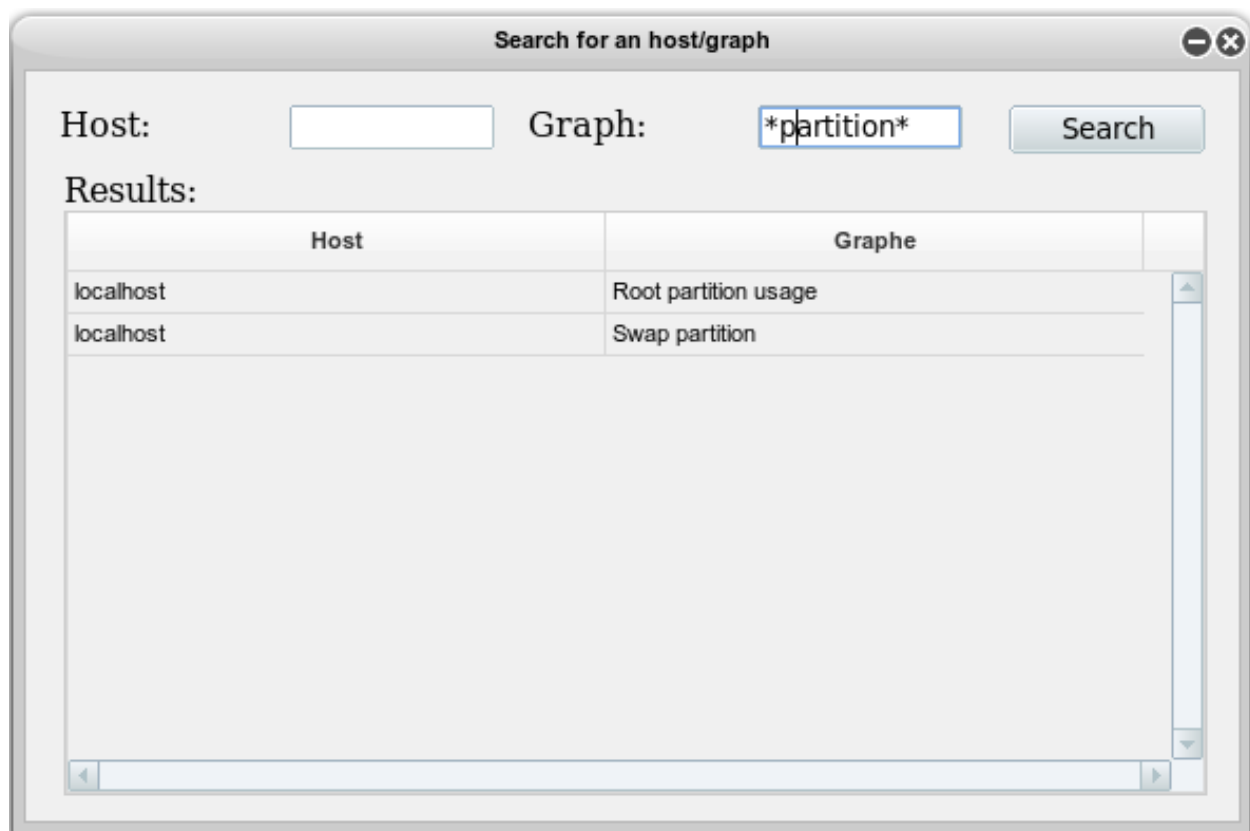 Search for an host/graph
Host: Graph: *partition* Search
Results:
Host Graphe
localhost Root partition usage
localhost Swap partition